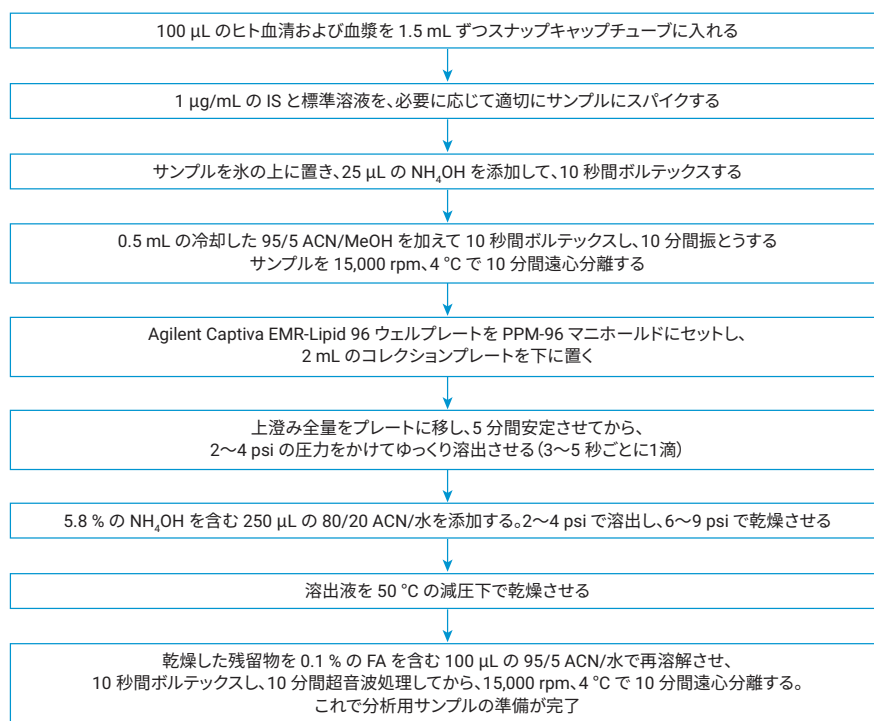 100 µL のヒト血清および血漿を 1.5 mL ずつスナップキャップチューブに入れる
1 µg/mL の IS と標準溶液を、必要に応じて適切にサンプルにスパイクする
サンプルを氷の上に置き、25 µL の NH₄OH を添加して、10 秒間ボルテックスする
0.5 mL の冷却した 95/5 ACN/MeOH を加えて 10 秒間ボルテックスし、10 分間振とうする
サンプルを 15,000 rpm、4 °C で 10 分間遠心分離する
Agilent Captiva EMR-Lipid 96 ウェルプレートを PPM-96 マニホールドにセットし、
2 mL のコレクションプレートを下に置く
上澄み全量をプレートに移し、5 分間安定させてから、
2～4 psi の圧力をかけてゆっくり溶出させる（3～5 秒ごとに1滴）
5.8 % の NH₄OH を含む 250 µL の 80/20 ACN/水を添加する。2～4 psi で溶出し、6～9 psi で乾燥させる
溶出液を 50 °C の減圧下で乾燥させる
乾燥した残留物を 0.1 % の FA を含む 100 µL の 95/5 ACN/水で再溶解させ、
10 秒間ボルテックスし、10 分間超音波処理してから、15,000 rpm、4 °C で 10 分間遠心分離する。
これで分析用サンプルの準備が完了